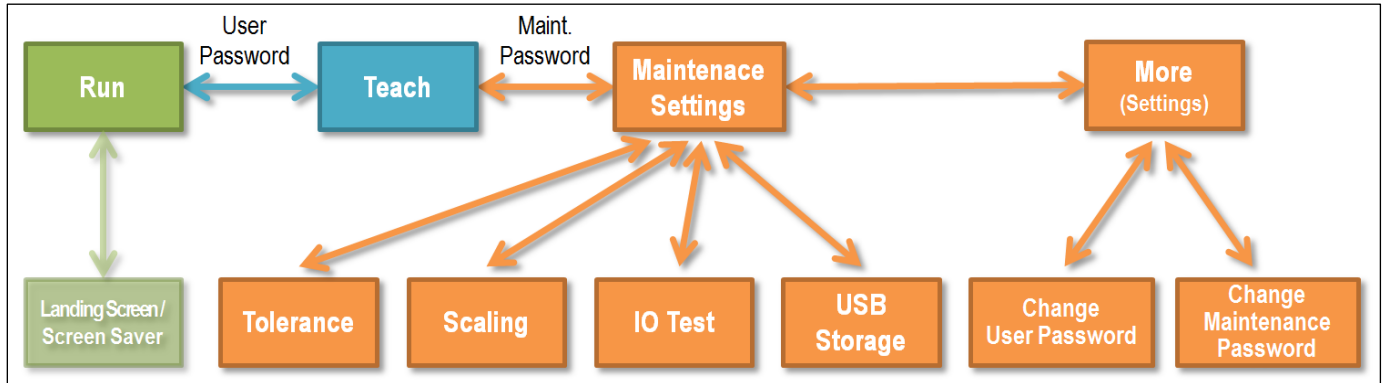 User
Password
Maint.
Password
Run
Teach
Maintenace
Settings
More
(Settings)
Landing Screen /
Screen Saver
Tolerance
Scaling
IO Test
USB
Storage
Change
User Password
Change
Maintenance
Password